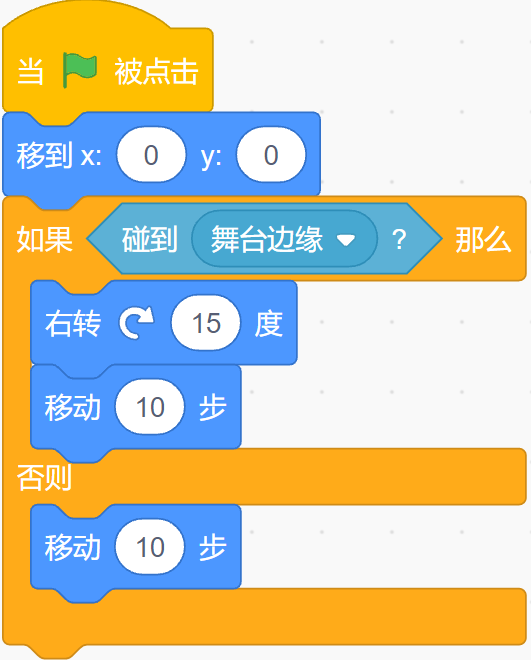 当 被点击
移到 x: 0 y: 0
如果 碰到 舞台边缘 ? 那么
右转 15 度
移动 10 步
否则
移动 10 步